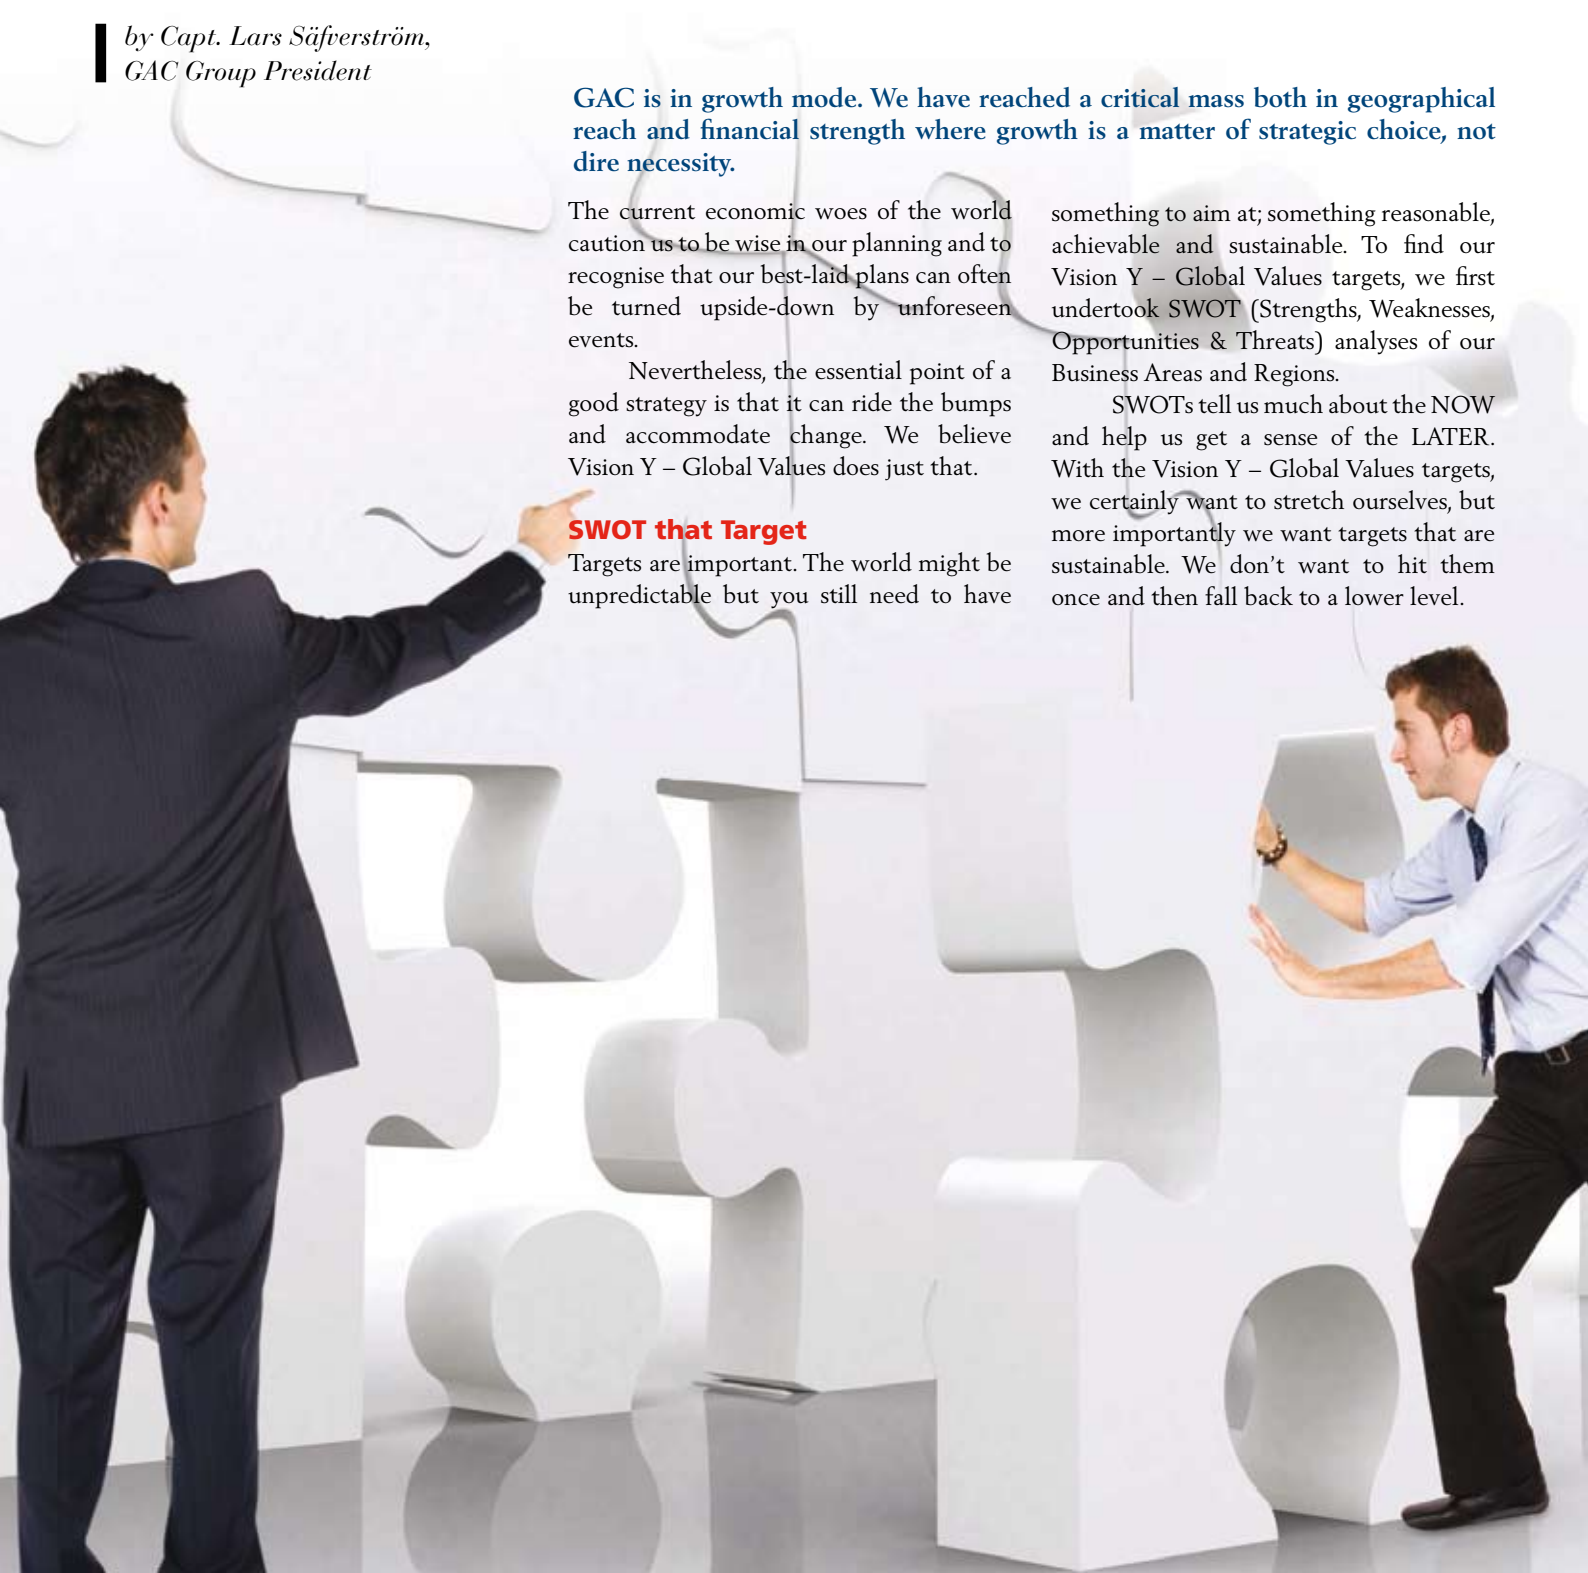 by Capt. Lars Säfverström,
GAC Group President
GAC is in growth mode. We have reached a critical mass both in geographical
reach and financial strength where growth is a matter of strategic choice, not
dire necessity.
The current economic woes of the world
caution us to be wise in our planning and to
recognise that our best-laid plans can often
be turned upside-down by unforeseen
events.
Nevertheless, the essential point of a
good strategy is that it can ride the bumps
and accommodate change. We believe
Vision Y – Global Values does just that.
SWOT that Target
Targets are important. The world might be
unpredictable but you still need to have
something to aim at; something reasonable,
achievable and sustainable. To find our
Vision Y – Global Values targets, we first
undertook SWOT (Strengths, Weaknesses,
Opportunities & Threats) analyses of our
Business Areas and Regions.
SWOTs tell us much about the NOW
and help us get a sense of the LATER.
With the Vision Y – Global Values targets,
we certainly want to stretch ourselves, but
more importantly we want targets that are
sustainable. We don't want to hit them
once and then fall back to a lower level.